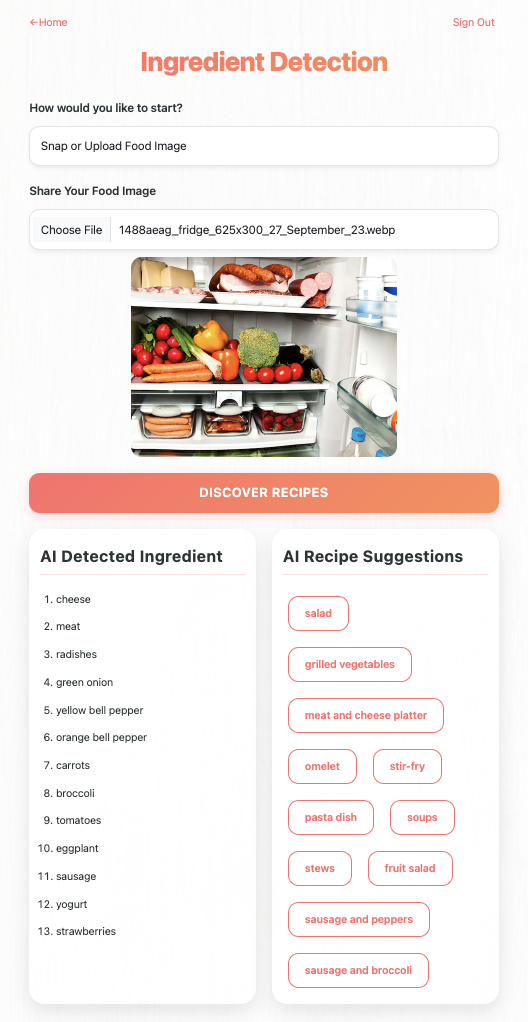 ←Home
Sign Out
Ingredient Detection
How would you like to start?
Snap or Upload Food Image
Share Your Food Image
Choose File 1488aeag_fridge_625x300_27_September_23.webp
DISCOVER RECIPES
AI Detected Ingredient
1. cheese
2. meat
3. radishes
4. green onion
5. yellow bell pepper
6. orange bell pepper
7. carrots
8. broccoli
9. tomatoes
10. eggplant
11. sausage
12. yogurt
13. strawberries
AI Recipe Suggestions
salad
grilled vegetables
meat and cheese platter
omelet stir-fry
pasta dish soups
stews fruit salad
sausage and peppers
sausage and broccoli